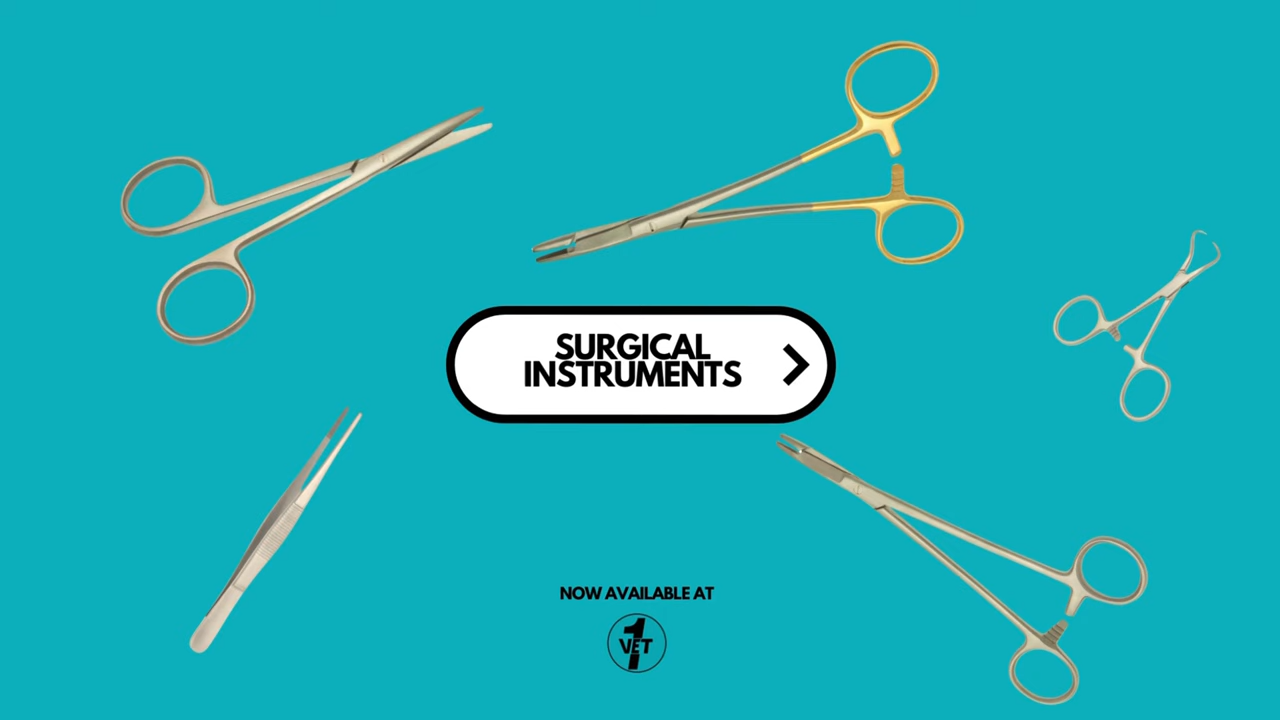 SURGICAL
INSTRUMENTS
NOW AVAILABLE AT
1
VET